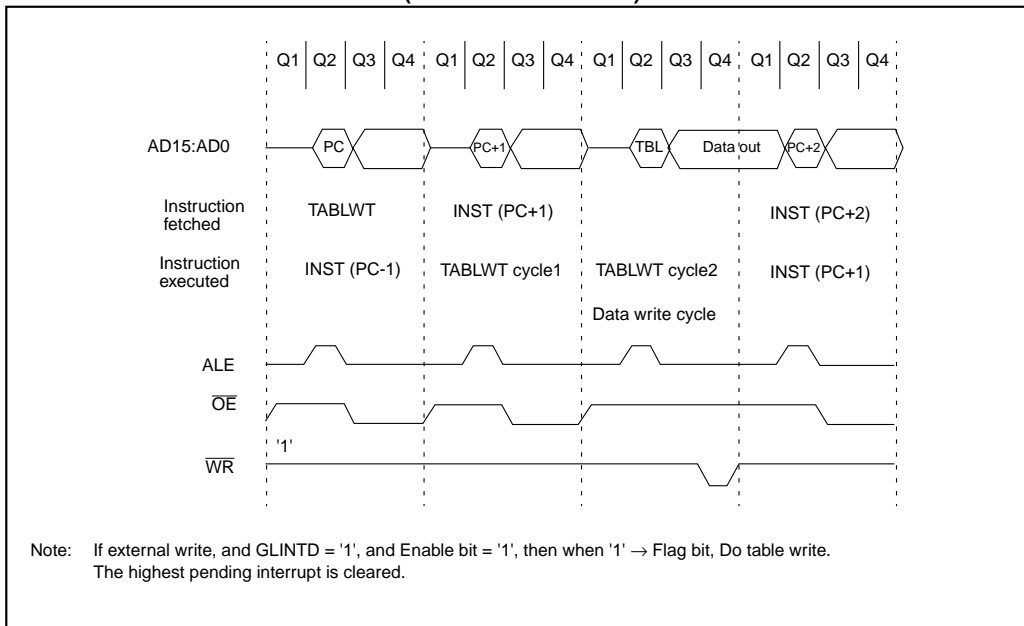 Q1 Q2 Q3 Q4 Q1 Q2 Q3 Q4 Q1 Q2 Q3 Q4 Q1 Q2 Q3 Q4
AD15:AD0 PC PC+1 TBL Data out PC+2
Instruction fetched TABLWT INST (PC+1) INST (PC+2)
Instruction executed INST (PC-1) TABLWT cycle1 TABLWT cycle2 INST (PC+1)
Data write cycle
ALE
OE
'1'
WR
Note: If external write, and GLINTD = '1', and Enable bit = '1', then when '1' → Flag bit, Do table write.
The highest pending interrupt is cleared.